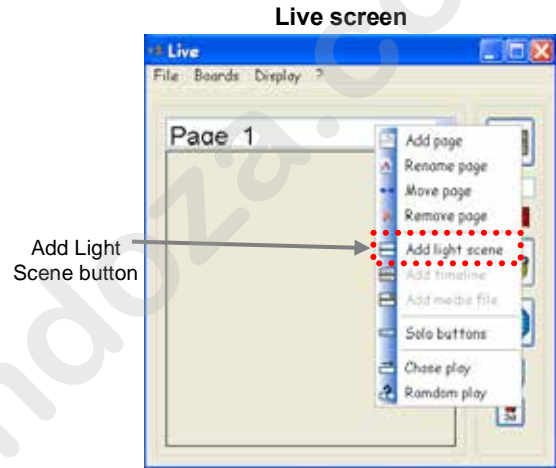 Live screen
Live
File Boards Display ?
Page 1
Add page
Rename page
Move page
Remove page
Add light scene
Add timeline
Add media file
Solo buttons
Chase play
Ramdom play
Add Light
Scene button